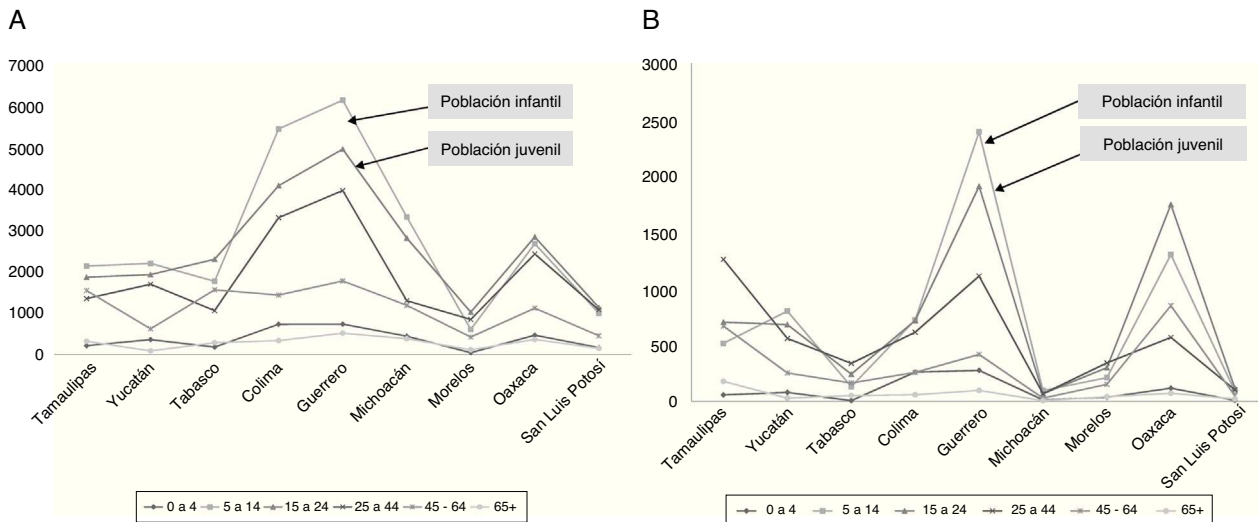 A
7000
6000
5000
4000
3000
2000
1000
0
Población infantil
Población juvenil
Tamaulipas
Yucatán
Tabasco
Colima
Guerrero
Michoacán
Morelos
Oaxaca
San Luis Potosí
0 a 4 5 a 14 15 a 24 25 a 44 45 - 64 65+
B
3000
2500
2000
1500
1000
500
0
Población infantil
Población juvenil
Tamaulipas
Yucatán
Tabasco
Colima
Guerrero
Michoacán
Morelos
Oaxaca
San Luis Potosí
0 a 4 5 a 14 15 a 24 25 a 44 45 - 64 65+